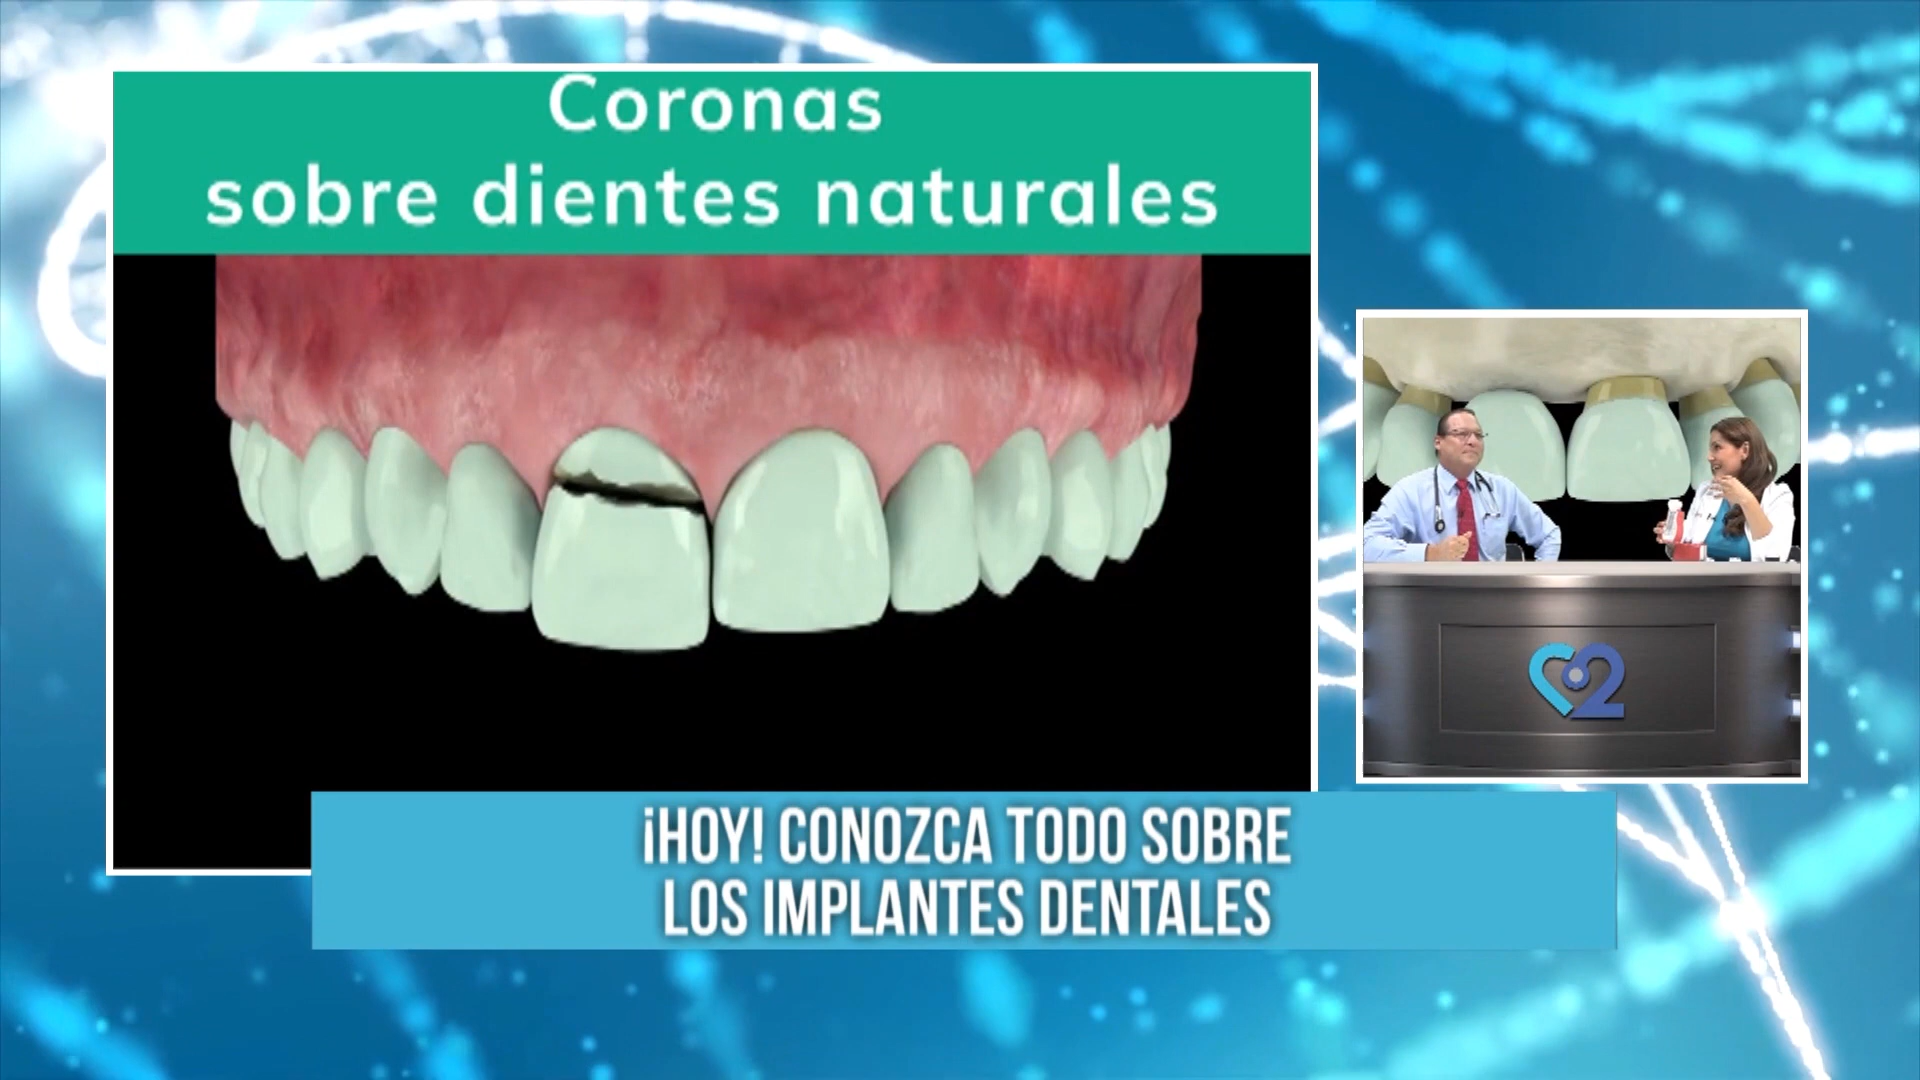 Coronas
sobre dientes naturales
¡HOY! CONOZCA TODO SOBRE
LOS IMPLANTES DENTALES